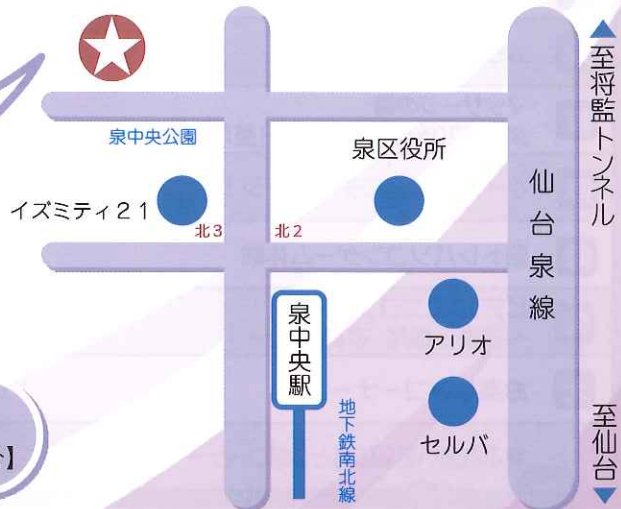 至将監トンネル
泉中央公園
泉区役所
イズミティ21
仙台泉線
北3
北2
泉中央駅
アリオ
地下鉄南北線
セルバ
至仙台
】